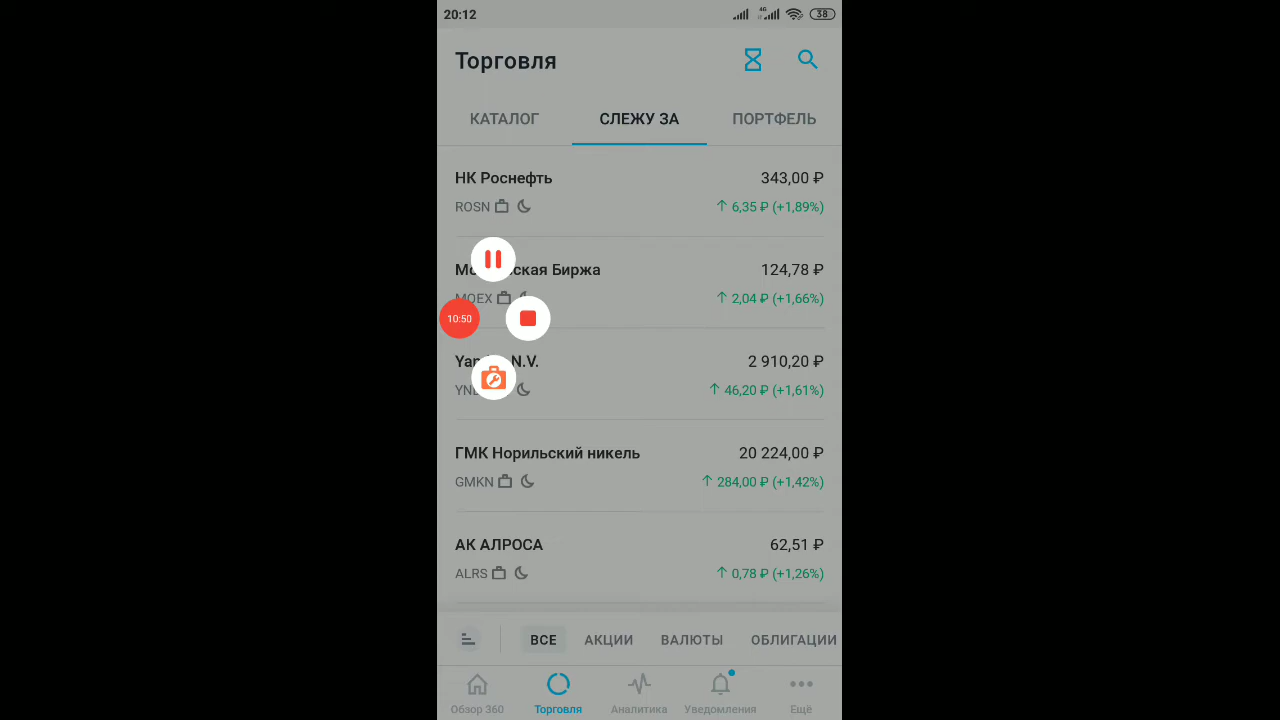 20:12
4G
38
Торговля
КАТАЛОГ СЛЕЖУ ЗА ПОРТФЕЛЬ
НК Роснефть 343,00 ₽
ROSN ↑ 6,35 ₽ (+1,89%)
ская Биржа 124,78 ₽
MOEX ↑ 2,04 ₽ (+1,66%)
10:50
N.V. 2 910,20 ₽
↑ 46,20 ₽ (+1,61%)
ГМК Норильский никель 20 224,00 ₽
GMKN ↑ 284,00 ₽ (+1,42%)
АК АЛРОСА 62,51 ₽
ALRS ↑ 0,78 ₽ (+1,26%)
ВСЕ АКЦИИ ВАЛЮТЫ ОБЛИГАЦИИ
Обзор 360 Торговля Аналитика Уведомления Ещё